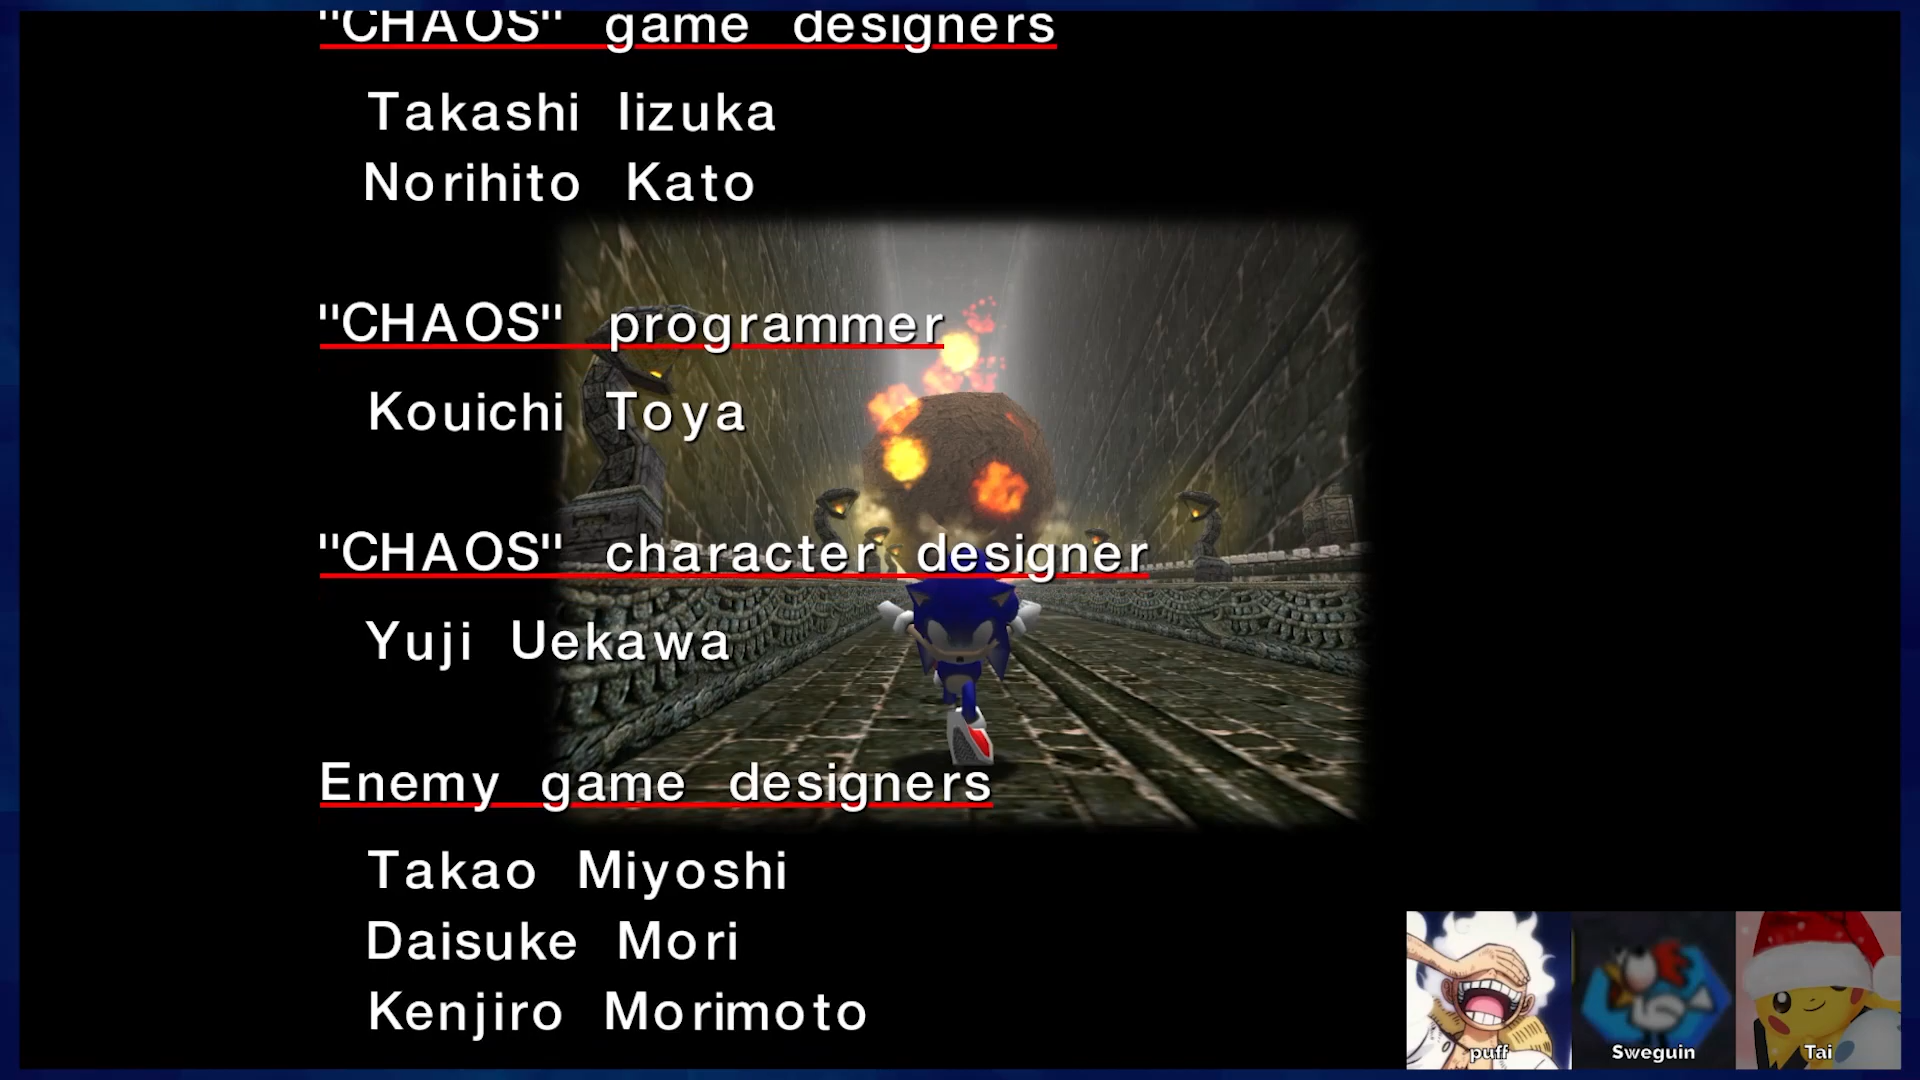 "CHAOS" game designers
Takashi Iizuka
Norihito Kato
"CHAOS" programmer
Kouichi Toya
"CHAOS" character designer
Yuji Uekawa
Enemy game designers
Takao Miyoshi
Daisuke Mori
Kenjiro Morimoto
puff
Sweguin
Tai